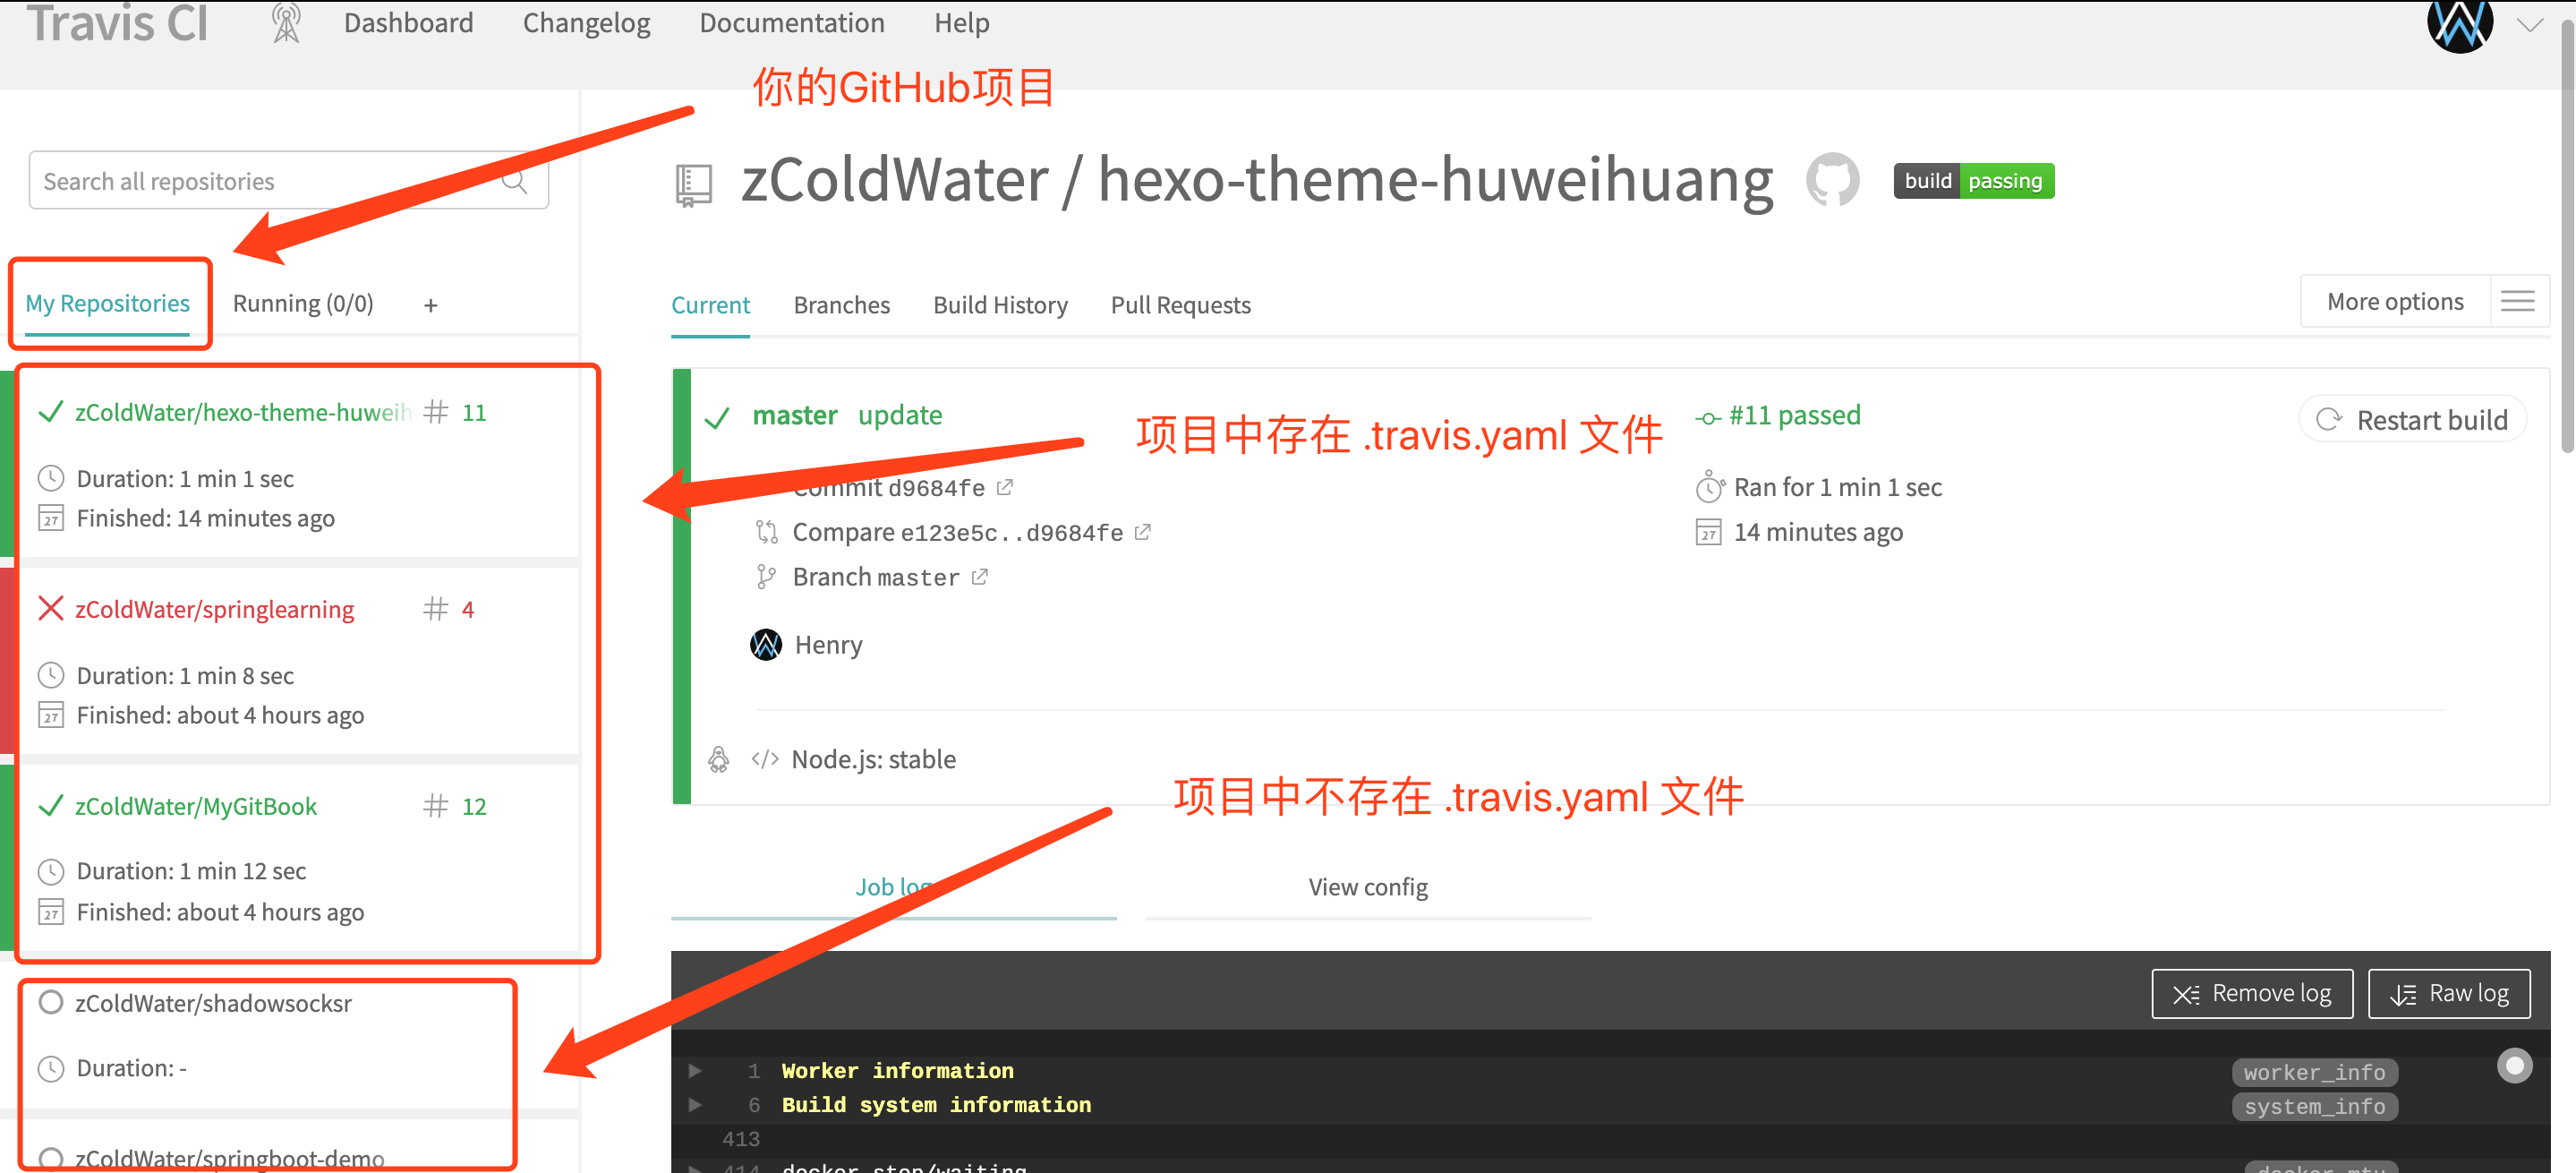 Travis CI
Dashboard
Changelog
Documentation
Help
你的GitHub项目
Search all repositories
My Repositories
Running (0/0)
+
zColdWater/hexo-theme-huweih
# 11
Duration: 1 min 1 sec
Finished: 14 minutes ago
zColdWater/springlearning
# 4
Duration: 1 min 8 sec
Finished: about 4 hours ago
zColdWater/MyGitBook
# 12
Duration: 1 min 12 sec
Finished: about 4 hours ago
zColdWater/shadowsocksr
Duration: -
zColdWater/springboot-demo
zColdWater / hexo-theme-huweihuang
build passing
Current
Branches
Build History
Pull Requests
More options
master update
项目中存在 .travis.yaml 文件
#11 passed
Restart build
Commit d9684fe
Ran for 1 min 1 sec
Compare e123e5c..d9684fe
14 minutes ago
Branch master
Henry
Node.js: stable
项目中不存在 .travis.yaml 文件
Job log
View config
Remove log
Raw log
1 Worker information
worker_info
6 Build system information
system_info
413
414 docker stop/waiting
docker_mtu